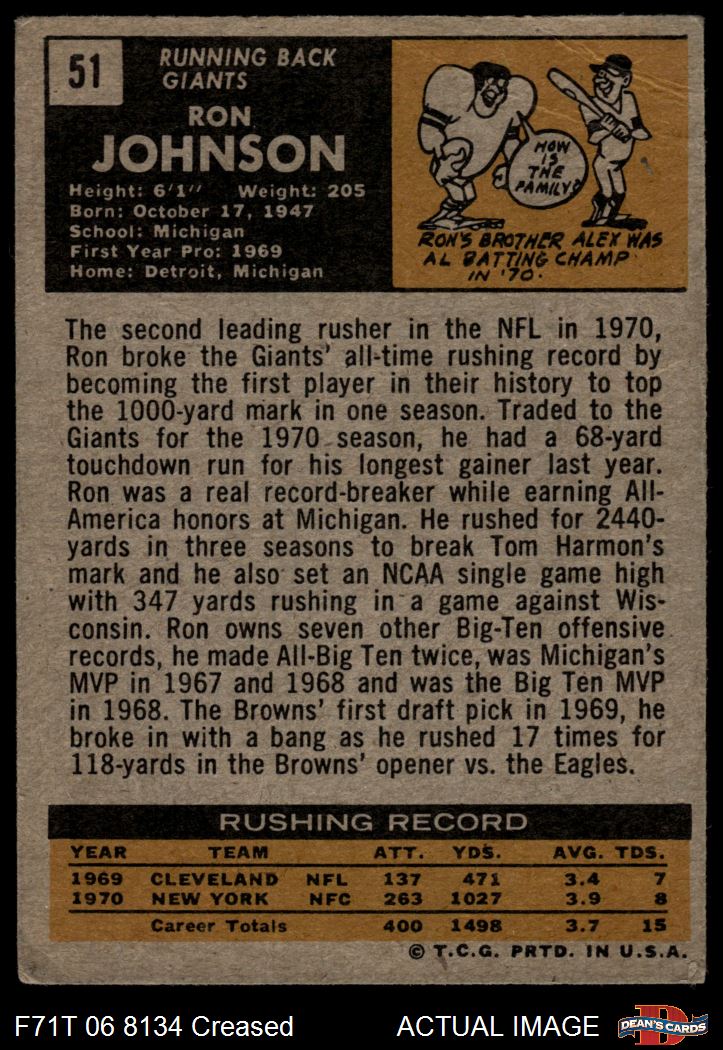 51
RUNNING BACK
GIANTS
RON
JOHNSON
Height: 6'1" Weight: 205
Born: October 17, 1947
School: Michigan
First Year Pro: 1969
Home: Detroit, Michigan
HOW
IS
THE
FAMILY?
RON'S BROTHER ALEX WAS
AL BATTING CHAMP
IN '70.
The second leading rusher in the NFL in 1970,
Ron broke the Giants' all-time rushing record by
becoming the first player in their history to top
the 1000-yard mark in one season. Traded to the
Giants for the 1970 season, he had a 68-yard
touchdown run for his longest gainer last year.
Ron was a real record-breaker while earning All-
America honors at Michigan. He rushed for 2440-
yards in three seasons to break Tom Harmon's
mark and he also set an NCAA single game high
with 347 yards rushing in a game against Wis-
consin. Ron owns seven other Big-Ten offensive
records, he made All-Big Ten twice, was Michigan's
MVP in 1967 and 1968 and was the Big Ten MVP
in 1968. The Browns' first draft pick in 1969, he
broke in with a bang as he rushed 17 times for
118-yards in the Browns' opener vs. the Eagles.
RUSHING RECORD
YEAR TEAM ATT. YDS. AVG. TDS.
1969 CLEVELAND NFL 137 471 3.4 7
1970 NEW YORK NFC 263 1027 3.9 8
Career Totals 400 1498 3.7 15
© T.C.G. PRTD. IN U.S.A.
F71T 06 8134 Creased ACTUAL IMAGE
D
DEAN'S CARDS